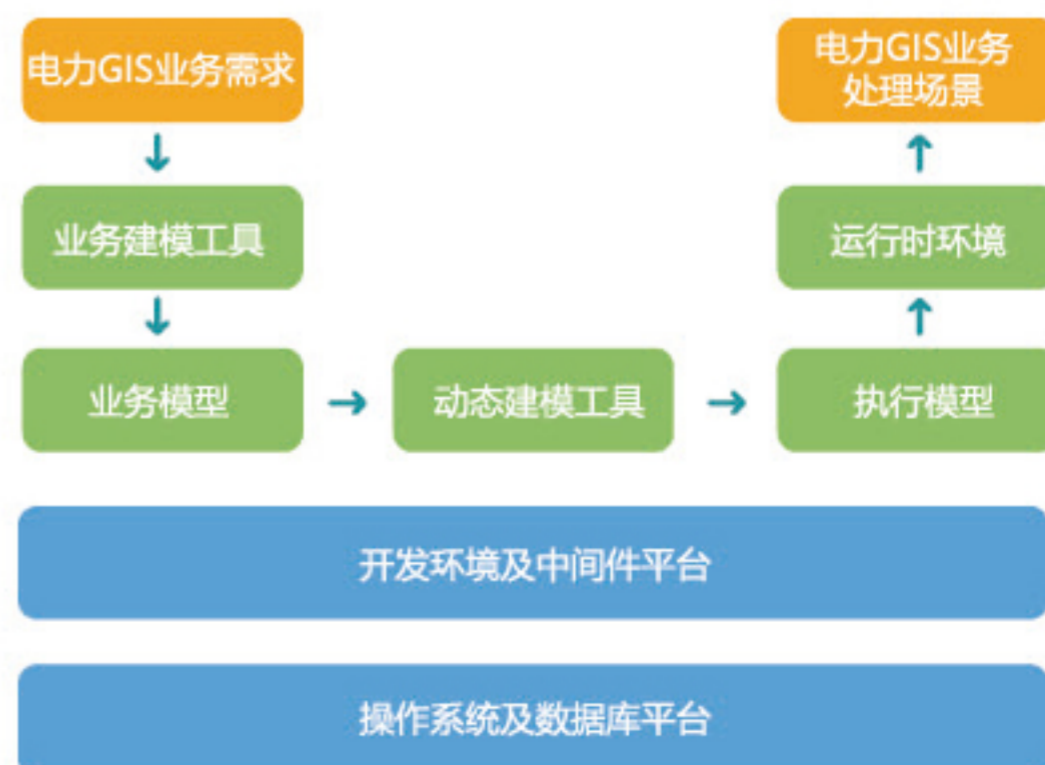 电力GIS业务需求
电力GIS业务
处理场景
业务建模工具
运行时环境
业务模型
动态建模工具
执行模型
开发环境及中间件平台
操作系统及数据库平台